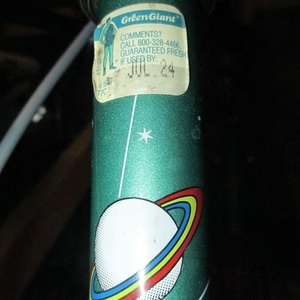 Green Giant®
COMMENTS?
CALL 800-328-4466
GUARANTEED FRESH
IF USED BY:
JUL 24